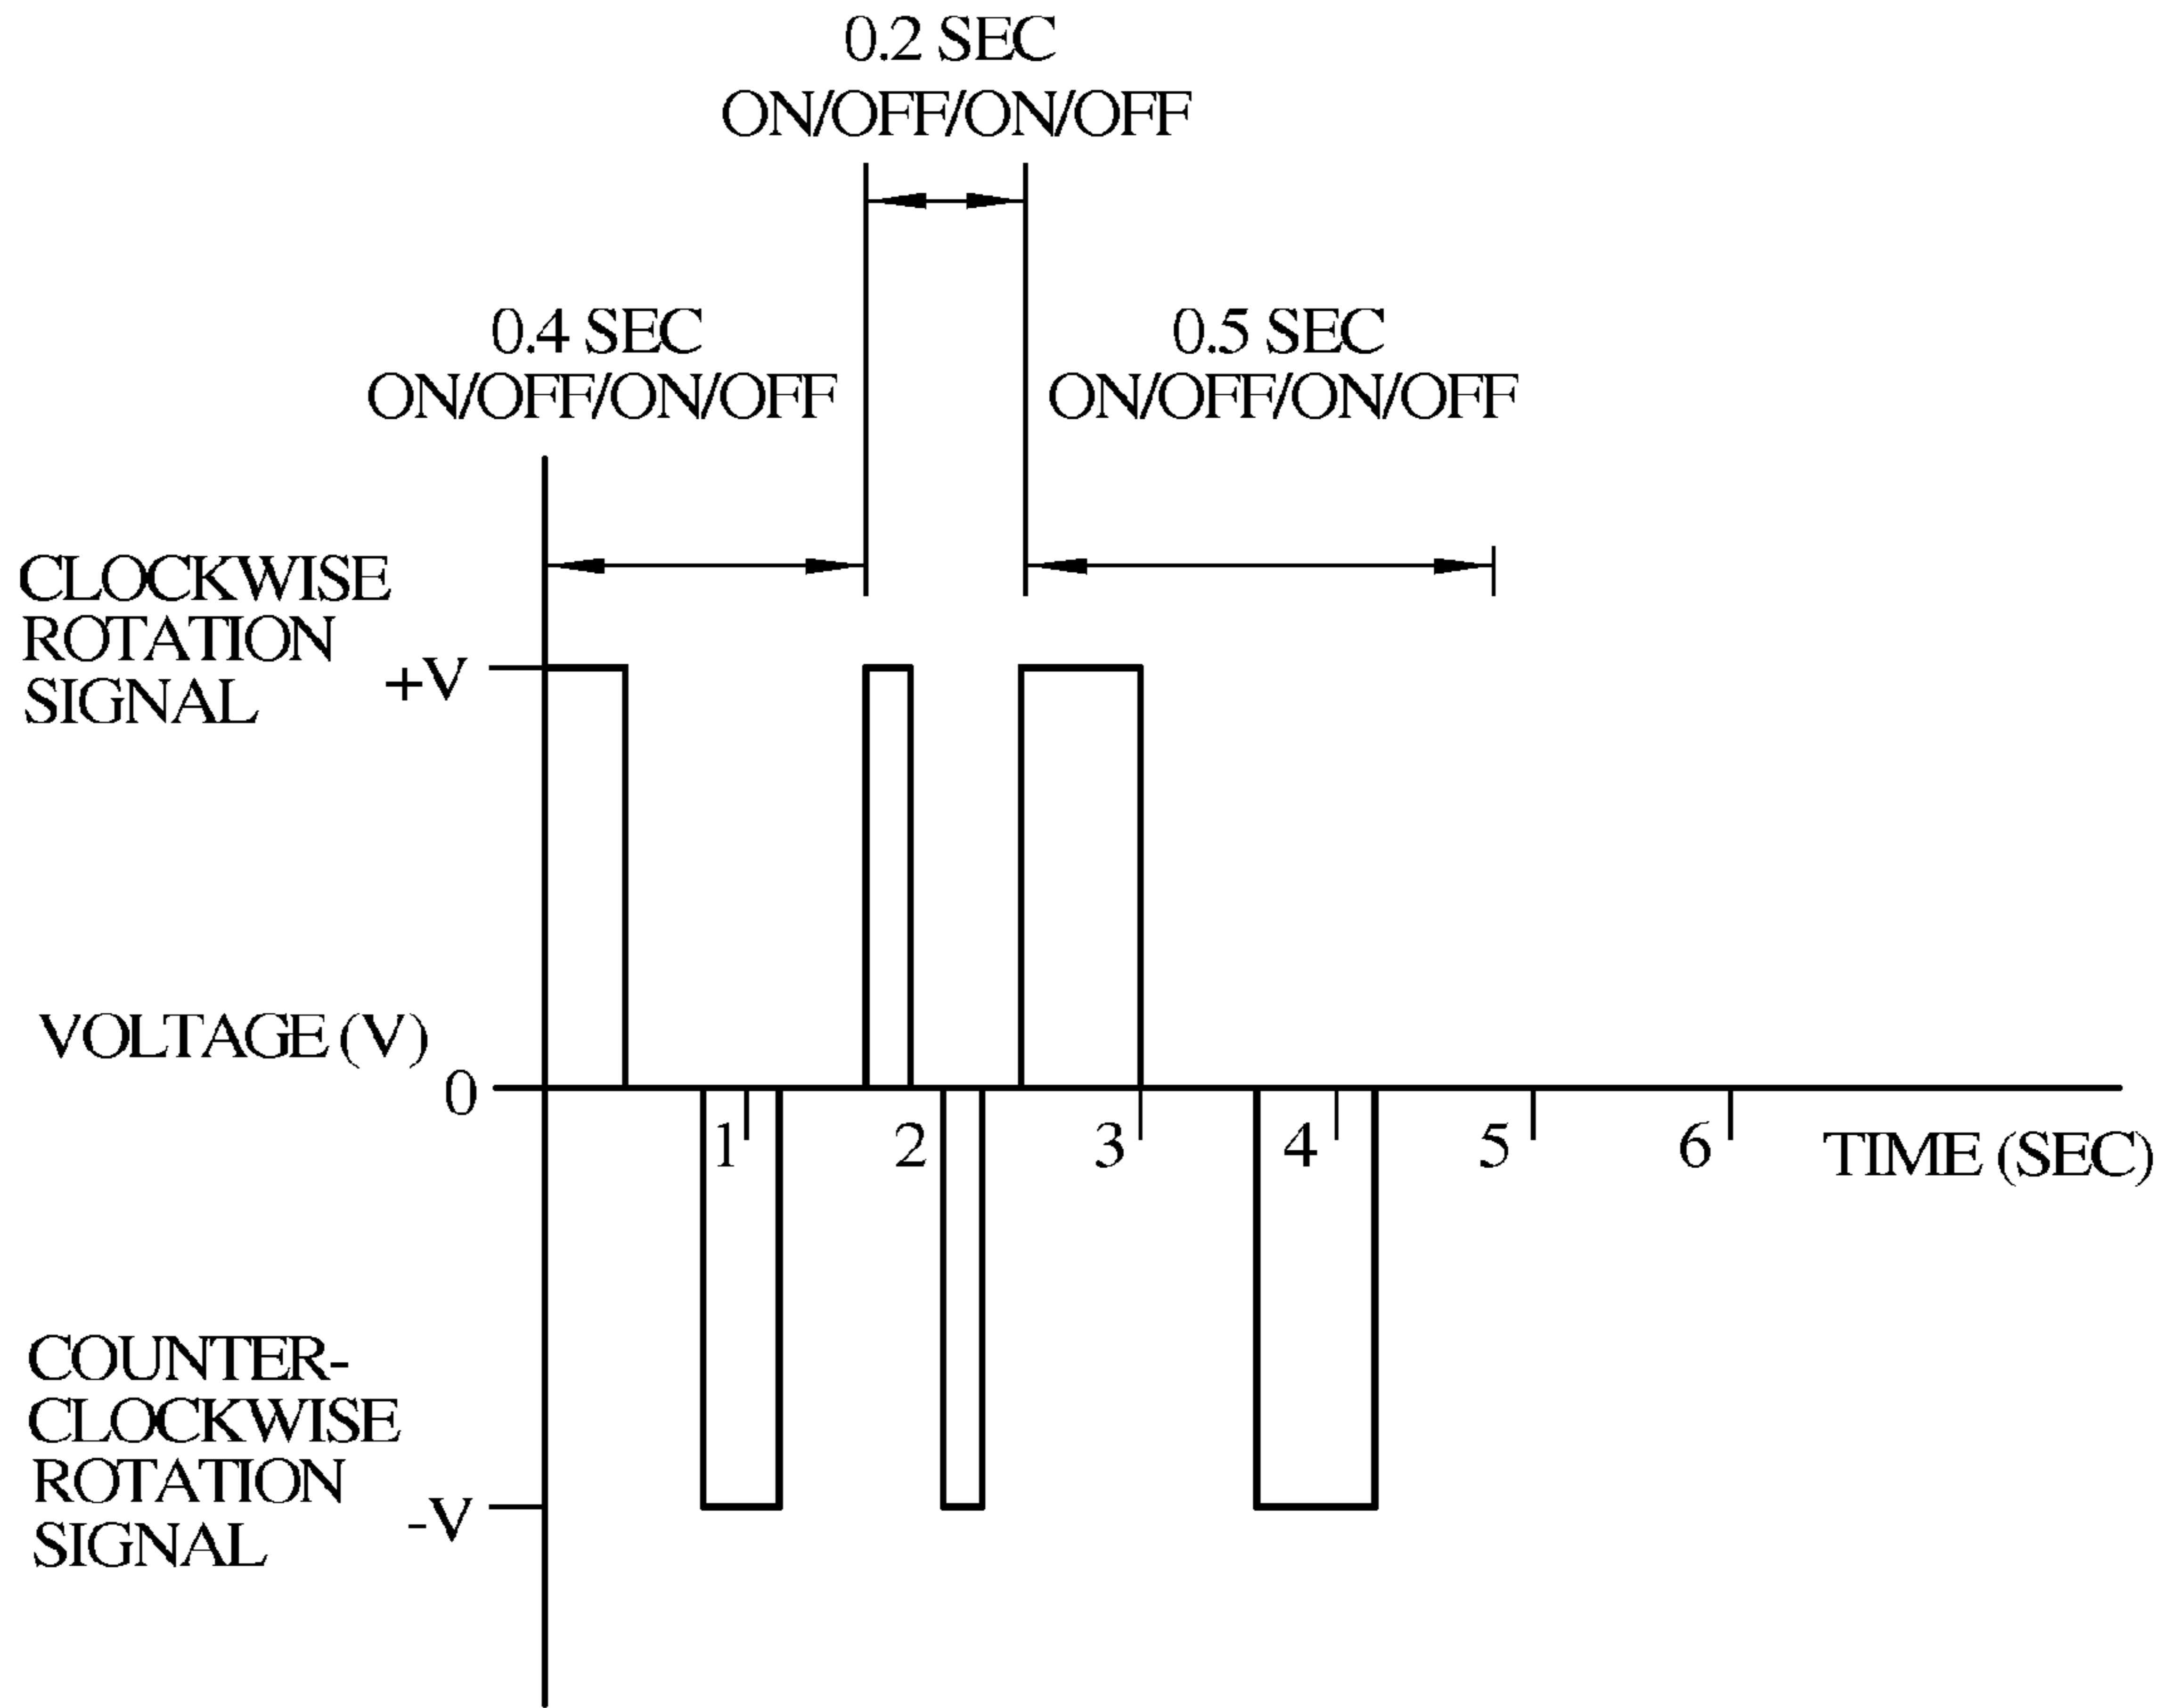 0.2 SEC
ON/OFF/ON/OFF
0.4 SEC
ON/OFF/ON/OFF
0.5 SEC
ON/OFF/ON/OFF
CLOCKWISE
ROTATION
SIGNAL
+V
VOLTAGE (V)
0
1
2
3
4
5
6
TIME (SEC)
COUNTER-
CLOCKWISE
ROTATION
SIGNAL
-V